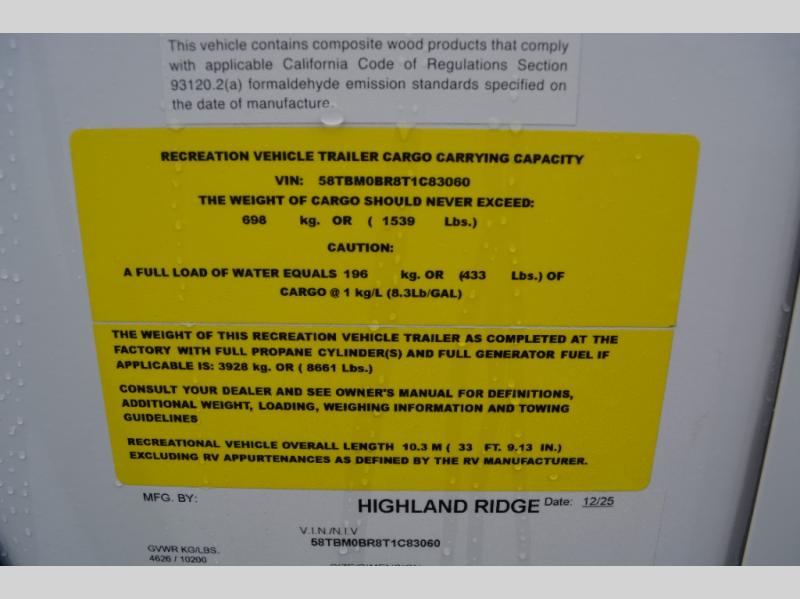 This vehicle contains composite wood products that comply
with applicable California Code of Regulations Section
93120.2(a) formaldehyde emission standards specified on
the date of manufacture.
RECREATION VEHICLE TRAILER CARGO CARRYING CAPACITY
VIN: 58TBM0BR8T1C83060
THE WEIGHT OF CARGO SHOULD NEVER EXCEED:
698 kg. OR ( 1539 Lbs.)
CAUTION:
A FULL LOAD OF WATER EQUALS 196 kg. OR (433 Lbs.) OF
CARGO @ 1 kg/L (8.3Lb/GAL)
THE WEIGHT OF THIS RECREATION VEHICLE TRAILER AS COMPLETED AT THE
FACTORY WITH FULL PROPANE CYLINDER(S) AND FULL GENERATOR FUEL IF
APPLICABLE IS: 3928 kg. OR ( 8661 Lbs.)
CONSULT YOUR DEALER AND SEE OWNER'S MANUAL FOR DEFINITIONS,
ADDITIONAL WEIGHT, LOADING, WEIGHING INFORMATION AND TOWING
GUIDELINES
RECREATIONAL VEHICLE OVERALL LENGTH 10.3 M ( 33 FT. 9.13 IN.)
EXCLUDING RV APPURTENANCES AS DEFINED BY THE RV MANUFACTURER.
MFG. BY: HIGHLAND RIDGE Date: 12/25
V.I.N./N.I.V
58TBM0BR8T1C83060
GVWR KG/LBS.
4626 / 10200